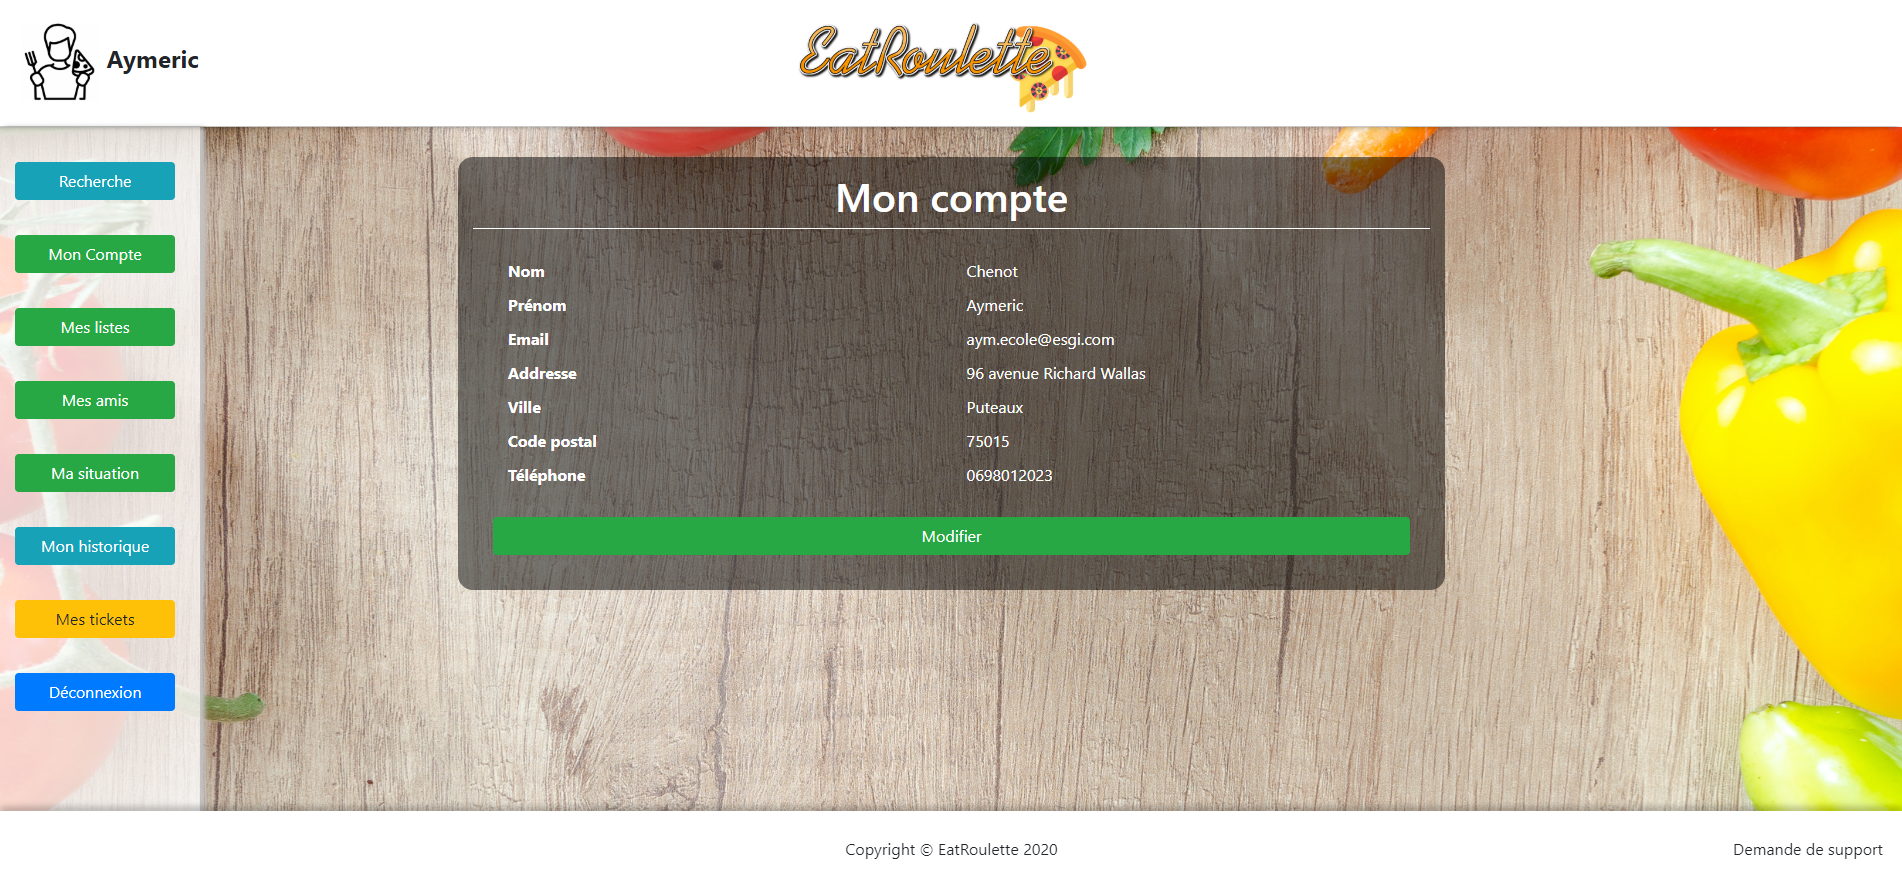 Aymeric
EatRoulette
Recherche
Mon Compte
Mes listes
Mes amis
Ma situation
Mon historique
Mes tickets
Déconnexion
Mon compte
Nom Chenot
Prénom Aymeric
Email aym.ecole@esgi.com
Addresse 96 avenue Richard Wallas
Ville Puteaux
Code postal 75015
Téléphone 0698012023
Modifier
Copyright © EatRoulette 2020
Demande de support